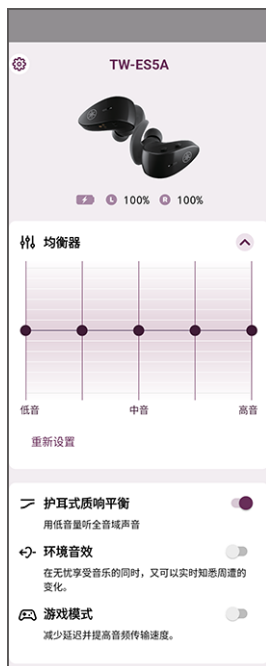 TW-ES5A
L 100% R 100%
均衡器
低音 中音 高音
重新设置
护耳式质响平衡
用低音量听全音域声音
环境音效
在无忧享受音乐的同时，又可以实时知悉周遭的
变化。
游戏模式
减少延迟并提高音频传输速度。